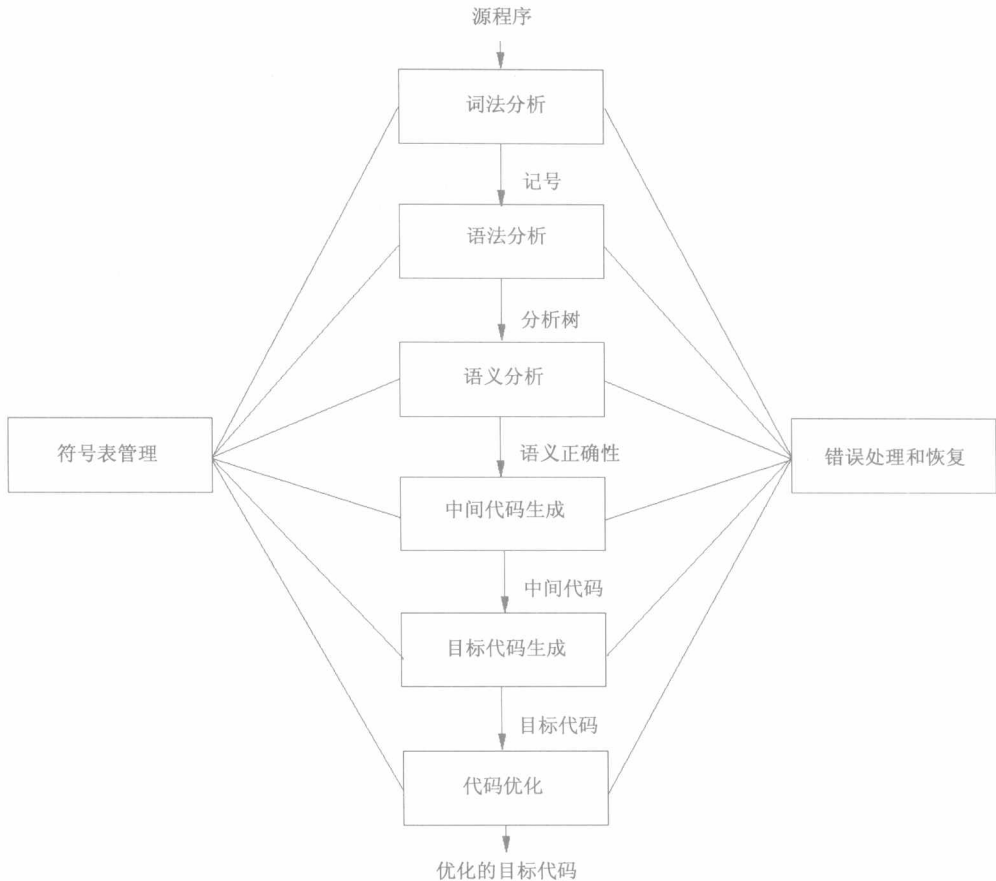 源程序
词法分析
记号
语法分析
分析树
语义分析
语义正确性
符号表管理
错误处理和恢复
中间代码生成
中间代码
目标代码生成
目标代码
代码优化
优化的目标代码